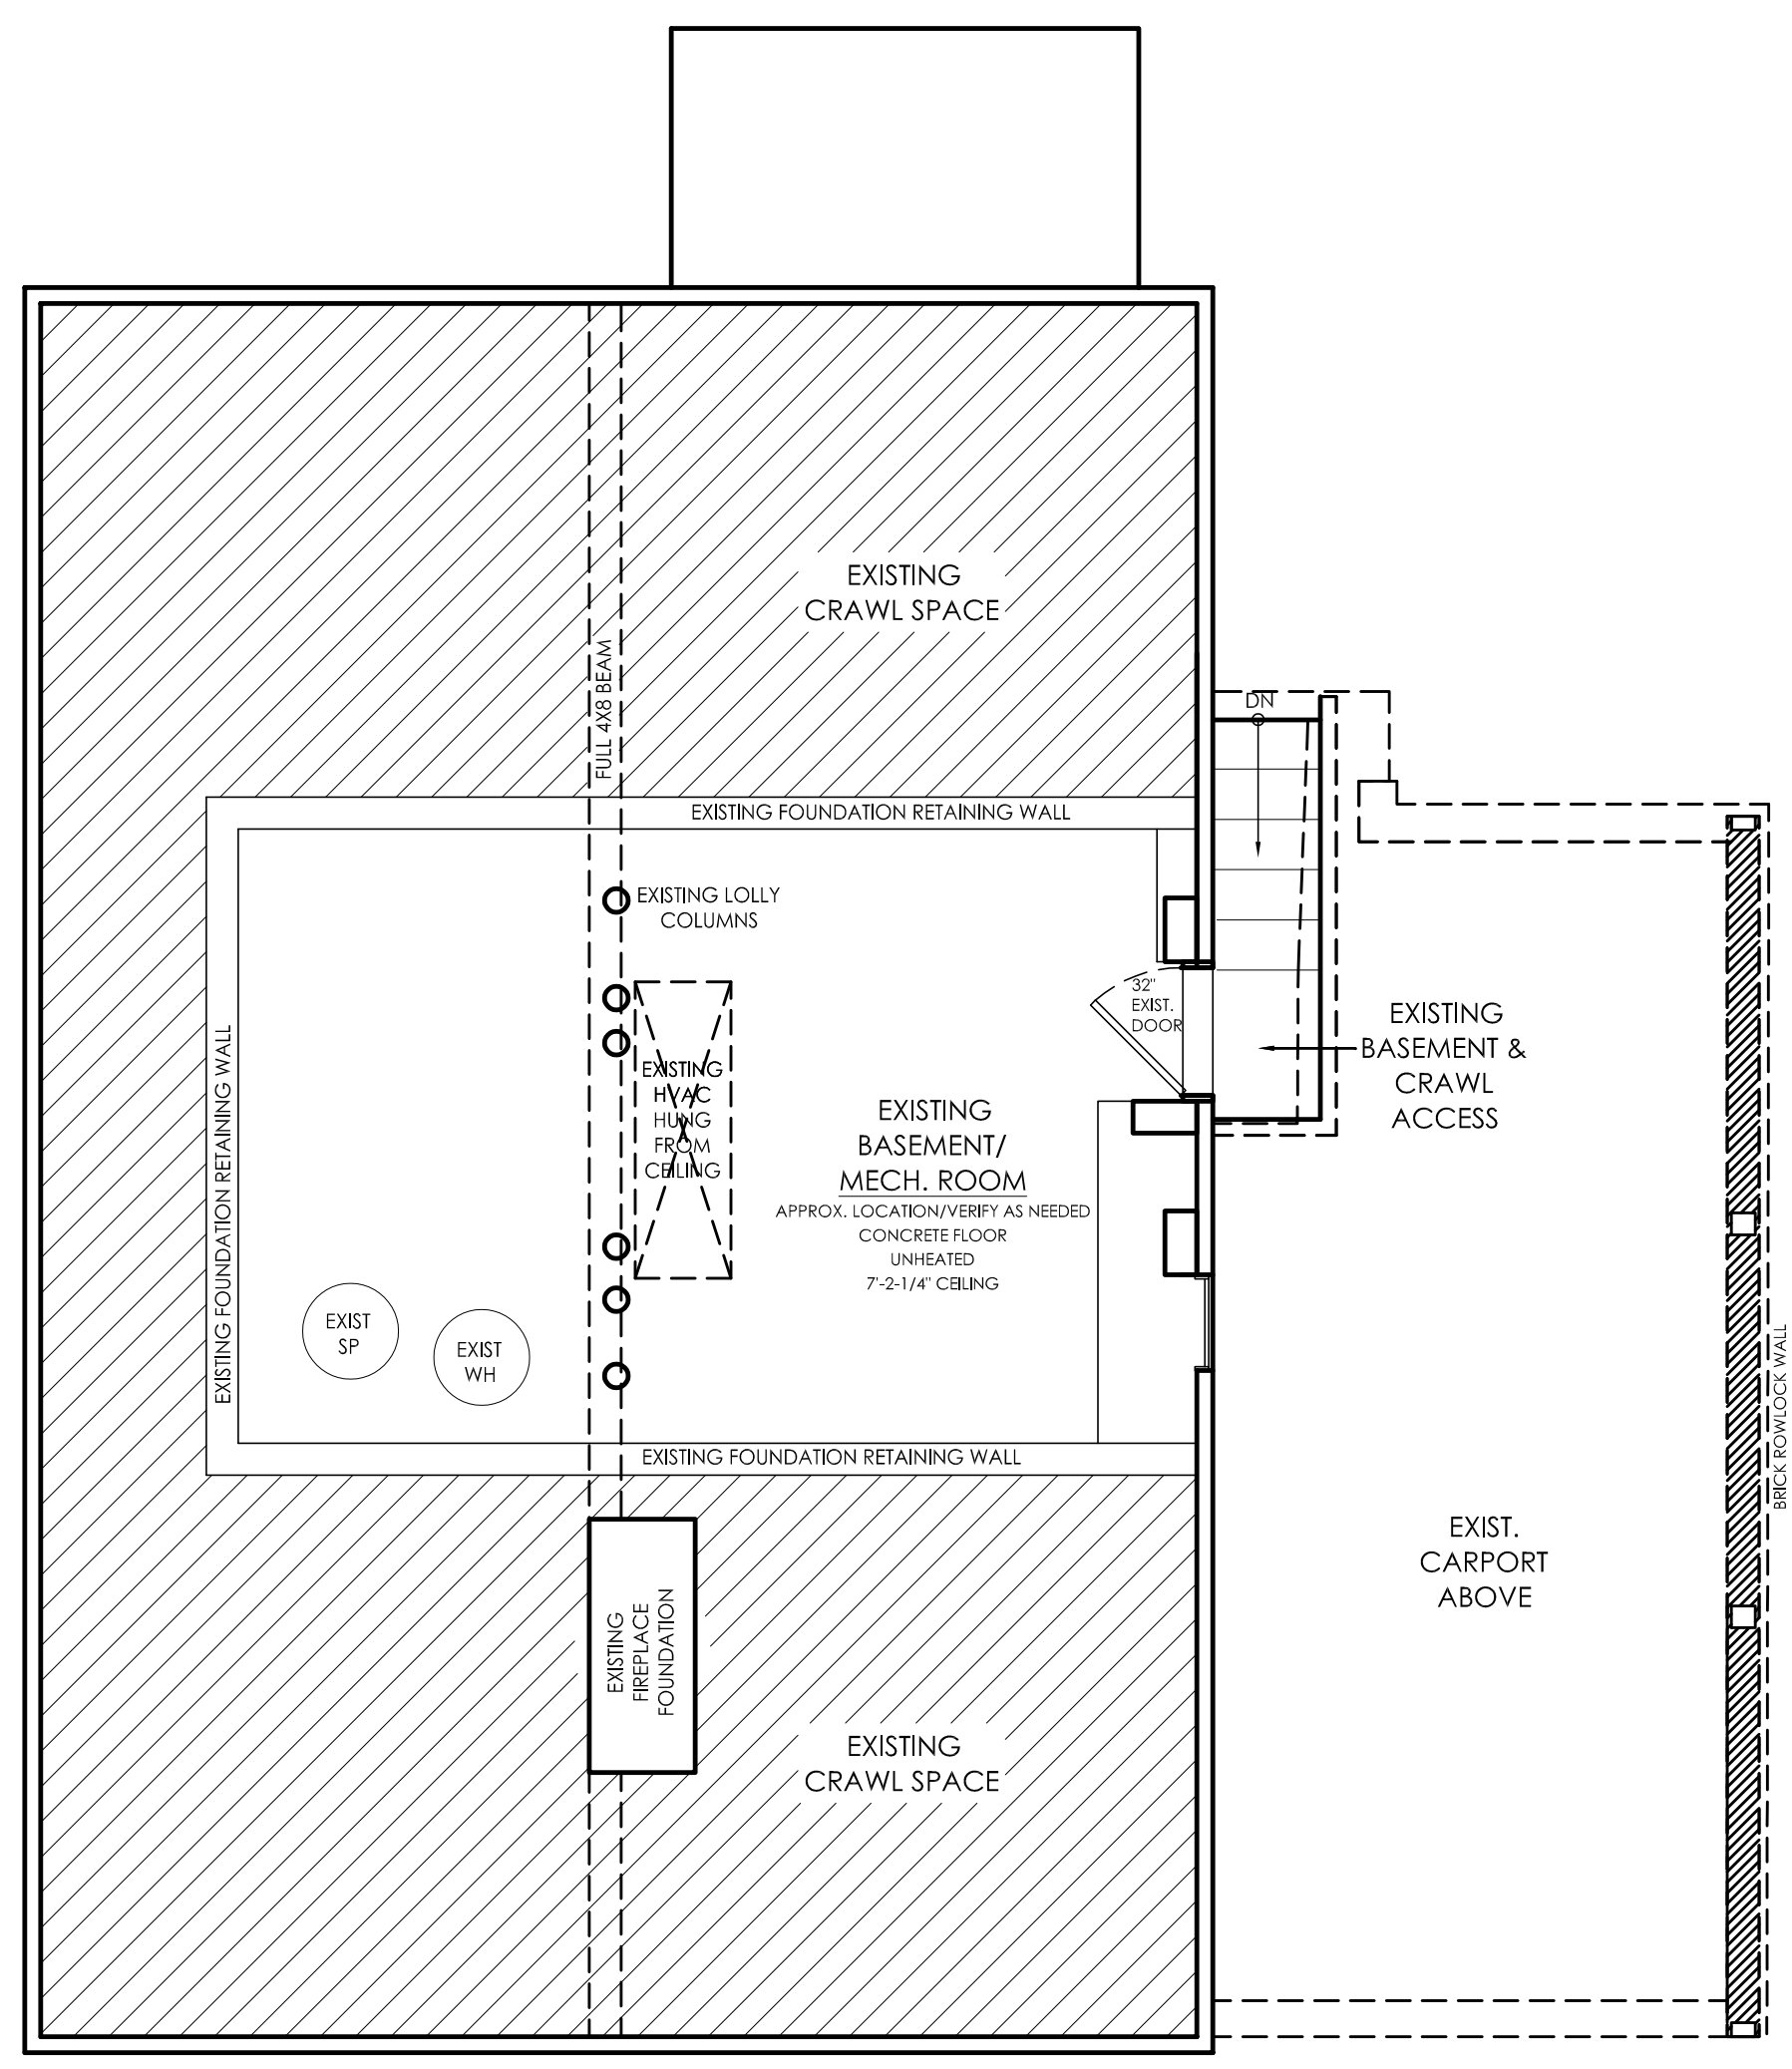 EXISTING
CRAWL SPACE
FULL 4X8 BEAM
DN
EXISTING FOUNDATION RETAINING WALL
EXISTING LOLLY
COLUMNS
32"
EXIST.
DOOR
EXISTING
BASEMENT &
CRAWL
ACCESS
EXISTING FOUNDATION RETAINING WALL
EXISTING
HVAC
HUNG
FROM
CEILING
EXISTING
BASEMENT/
MECH. ROOM
APPROX. LOCATION/VERIFY AS NEEDED
CONCRETE FLOOR
UNHEATED
7'-2-1/4" CEILING
EXIST
SP
EXIST
WH
BRICK ROWLOCK WALL
EXISTING FOUNDATION RETAINING WALL
EXIST.
CARPORT
ABOVE
EXISTING
FIREPLACE
FOUNDATION
EXISTING
CRAWL SPACE